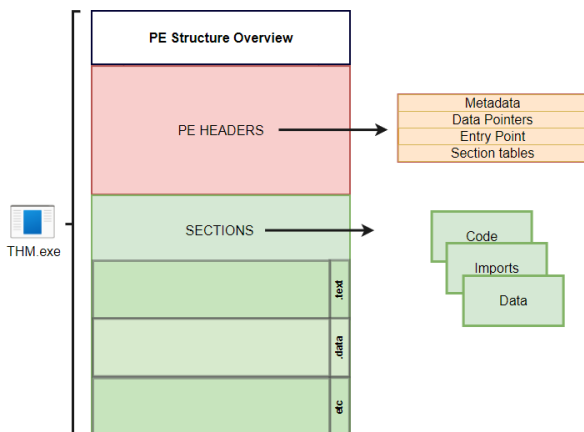 PE Structure Overview
PE HEADERS
Metadata
Data Pointers
Entry Point
Section tables
THM.exe
SECTIONS
Code
Imports
Data
.text
.data
etc